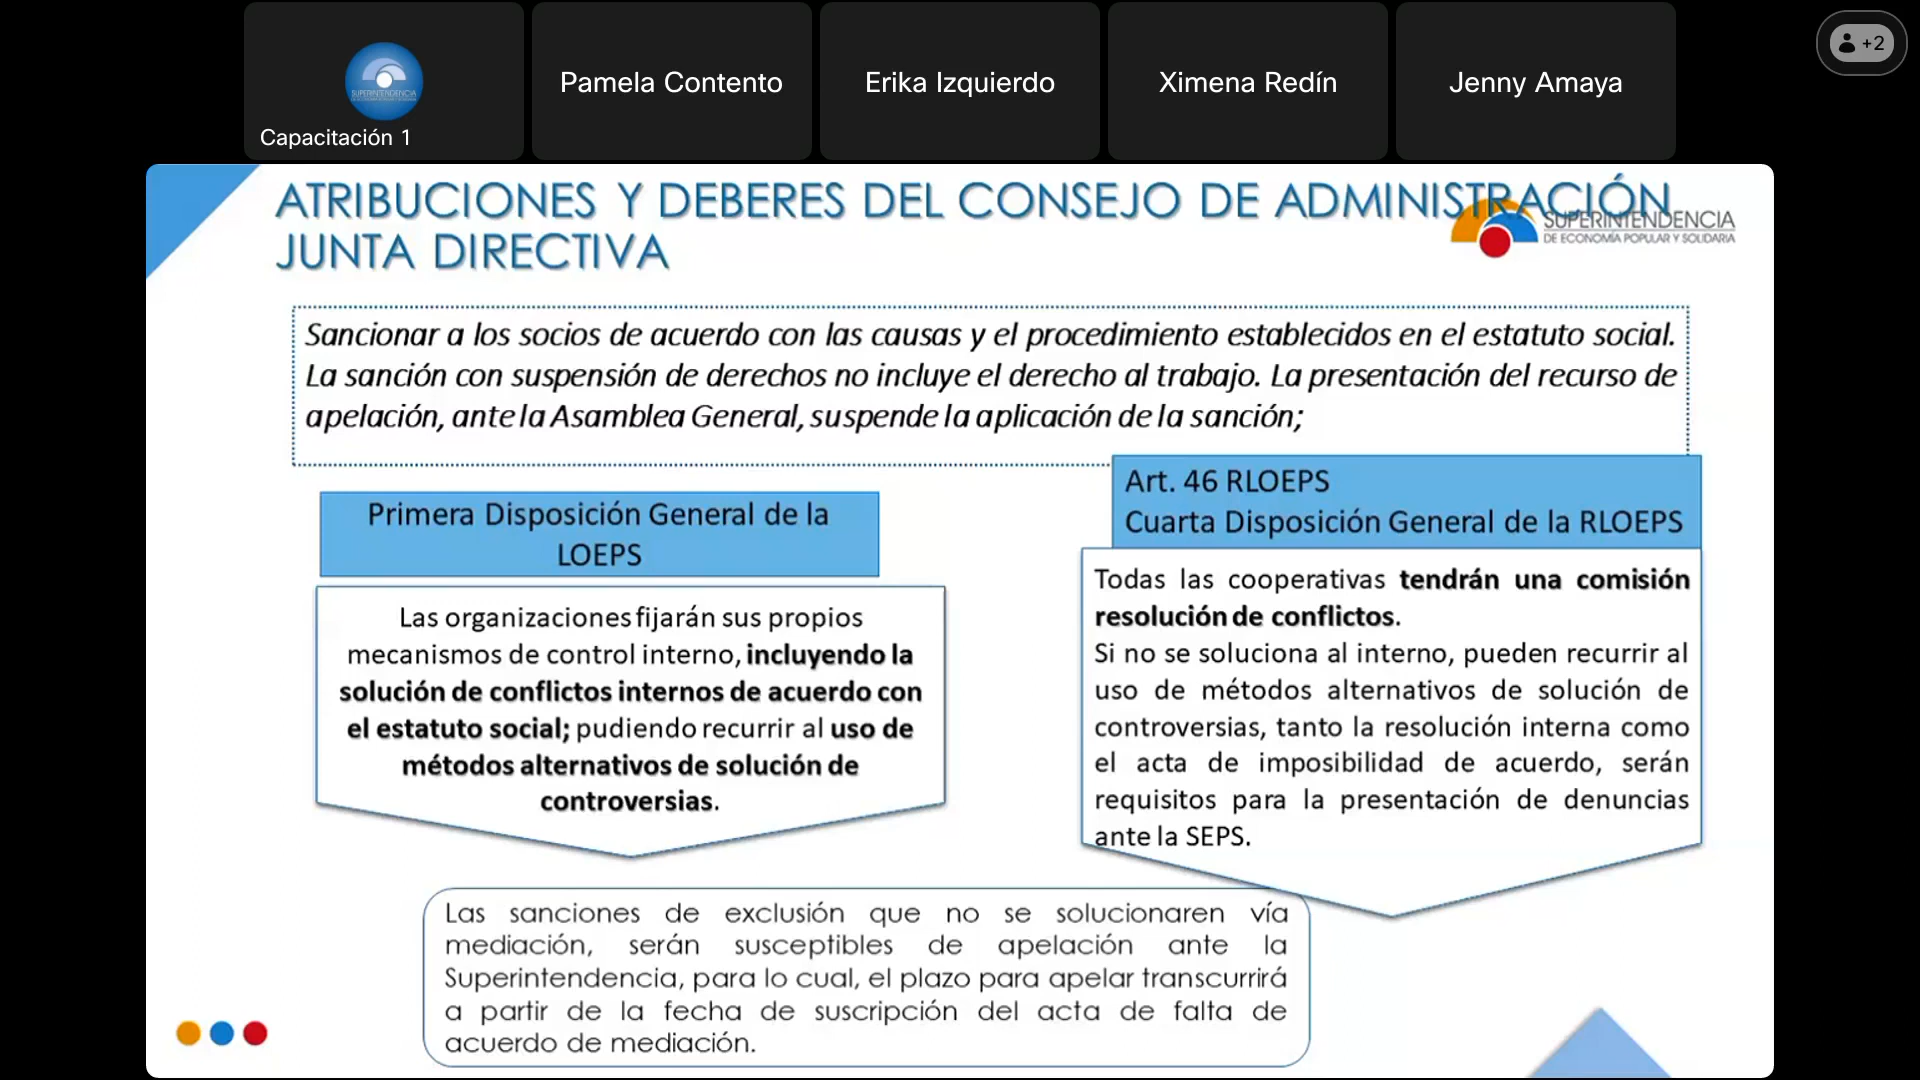 SUPERINTENDENCIA
DE ECONOMÍA POPULAR Y SOLIDARIA
Capacitación 1
Pamela Contento
Erika Izquierdo
Ximena Redín
Jenny Amaya
+2
ATRIBUCIONES Y DEBERES DEL CONSEJO DE ADMINISTRACIÓN
JUNTA DIRECTIVA
SUPERINTENDENCIA
DE ECONOMÍA POPULAR Y SOLIDARIA
Sancionar a los socios de acuerdo con las causas y el procedimiento establecidos en el estatuto social.
La sanción con suspensión de derechos no incluye el derecho al trabajo. La presentación del recurso de
apelación, ante la Asamblea General, suspende la aplicación de la sanción;
Primera Disposición General de la
LOEPS
Las organizaciones fijarán sus propios
mecanismos de control interno, incluyendo la
solución de conflictos internos de acuerdo con
el estatuto social; pudiendo recurrir al uso de
métodos alternativos de solución de
controversias.
Art. 46 RLOEPS
Cuarta Disposición General de la RLOEPS
Todas las cooperativas tendrán una comisión
resolución de conflictos.
Si no se soluciona al interno, pueden recurrir al
uso de métodos alternativos de solución de
controversias, tanto la resolución interna como
el acta de imposibilidad de acuerdo, serán
requisitos para la presentación de denuncias
ante la SEPS.
Las sanciones de exclusión que no se solucionaren vía
mediación, serán susceptibles de apelación ante la
Superintendencia, para lo cual, el plazo para apelar transcurrirá
a partir de la fecha de suscripción del acta de falta de
acuerdo de mediación.